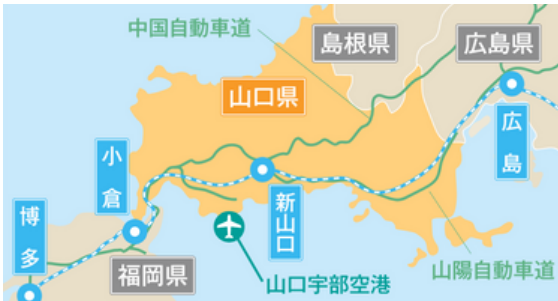 中国自動車道
島根県
広島県
山口県
広島
小倉
新山口
博多
福岡県
山口宇部空港
山陽自動車道